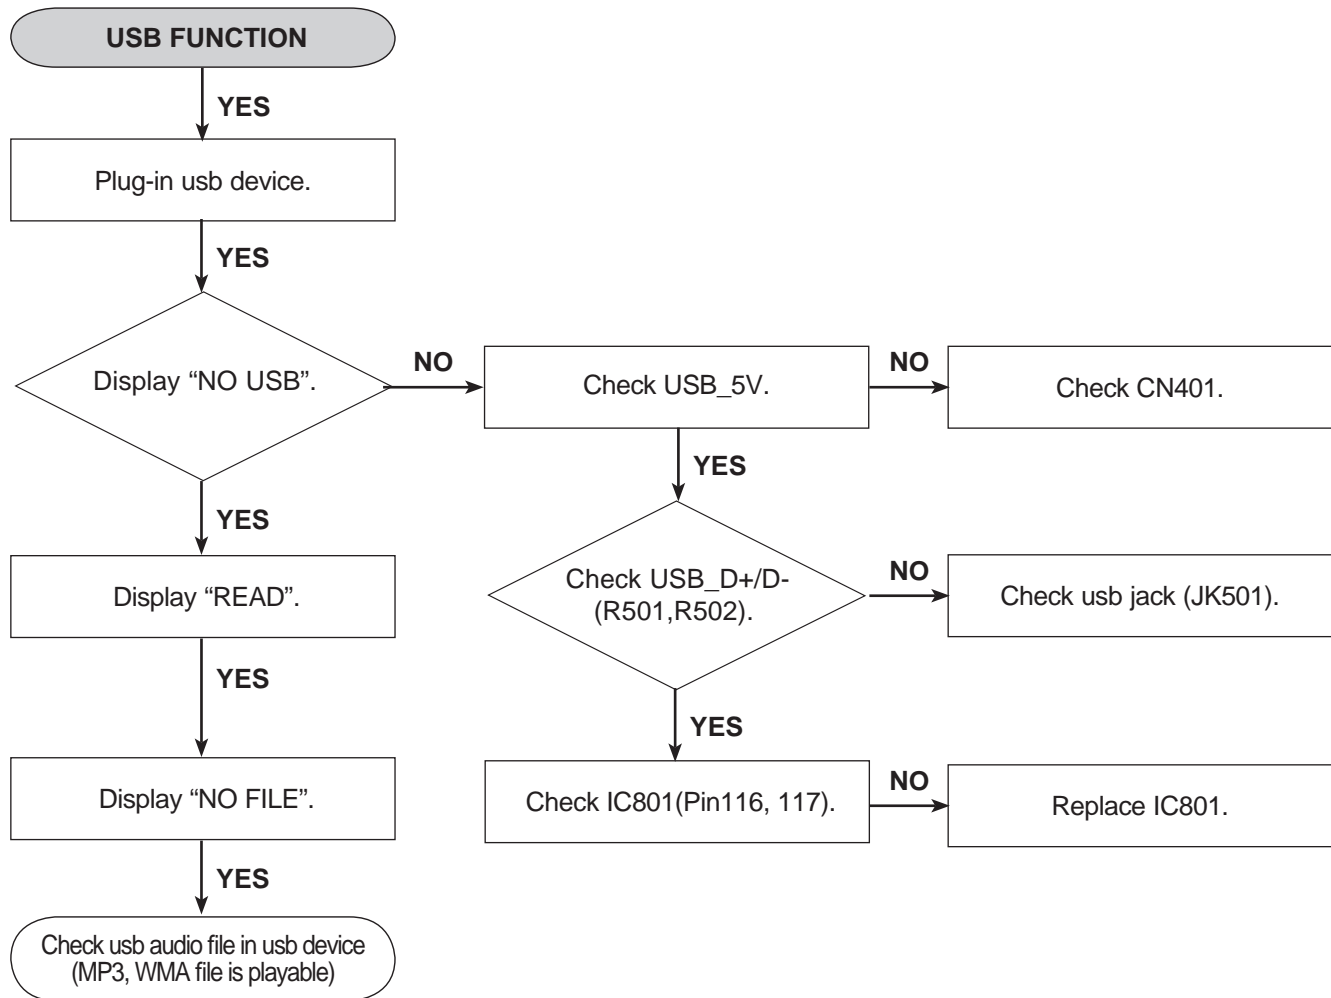 USB FUNCTION
YES
Plug-in usb device.
YES
Display “NO USB”.
NO
Check USB_5V.
NO
Check CN401.
YES
YES
Display “READ”.
Check USB_D+/D-
(R501,R502).
NO
Check usb jack (JK501).
YES
YES
Display “NO FILE”.
Check IC801(Pin116, 117).
NO
Replace IC801.
YES
Check usb audio file in usb device
(MP3, WMA file is playable)